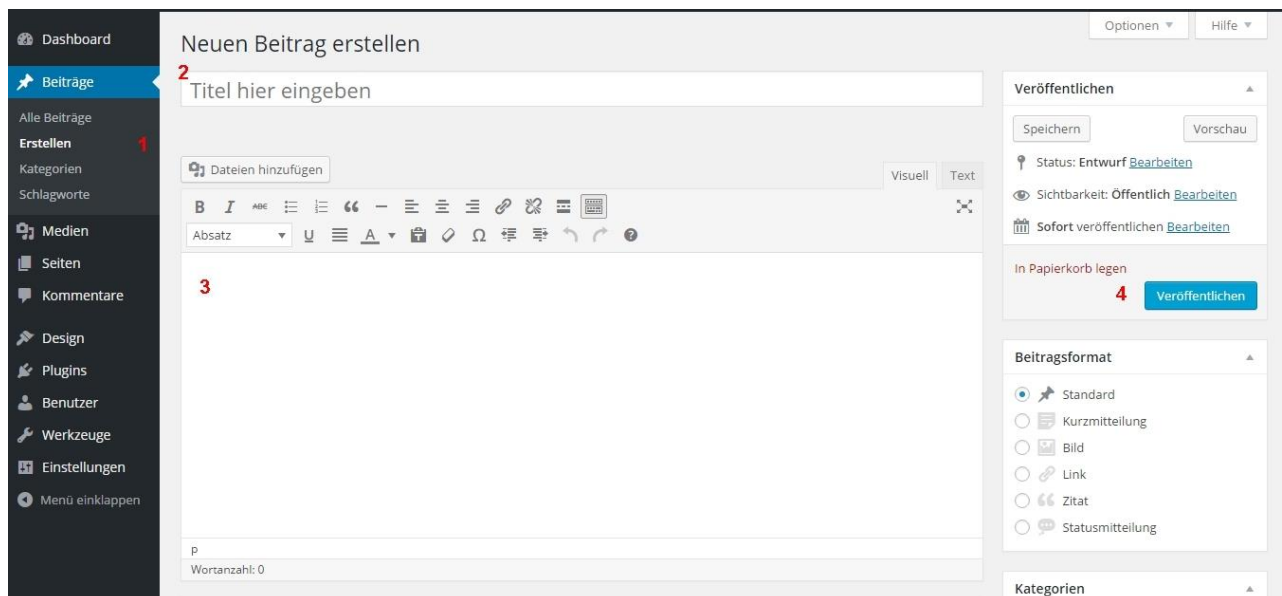 Dashboard
Beiträge
Alle Beiträge
Erstellen 1
Kategorien
Schlagworte
Medien
Seiten
Kommentare
Design
Plugins
Benutzer
Werkzeuge
Einstellungen
Menü einklappen
Optionen
Hilfe
Neuen Beitrag erstellen
2
Titel hier eingeben
Dateien hinzufügen
Visuell Text
B I ABC
Absatz U A Ω
3
p
Wortanzahl: 0
Veröffentlichen
Speichern Vorschau
Status: Entwurf Bearbeiten
Sichtbarkeit: Öffentlich Bearbeiten
Sofort veröffentlichen Bearbeiten
In Papierkorb legen
4 Veröffentlichen
Beitragsformat
Standard
Kurzmitteilung
Bild
Link
Zitat
Statusmitteilung
Kategorien